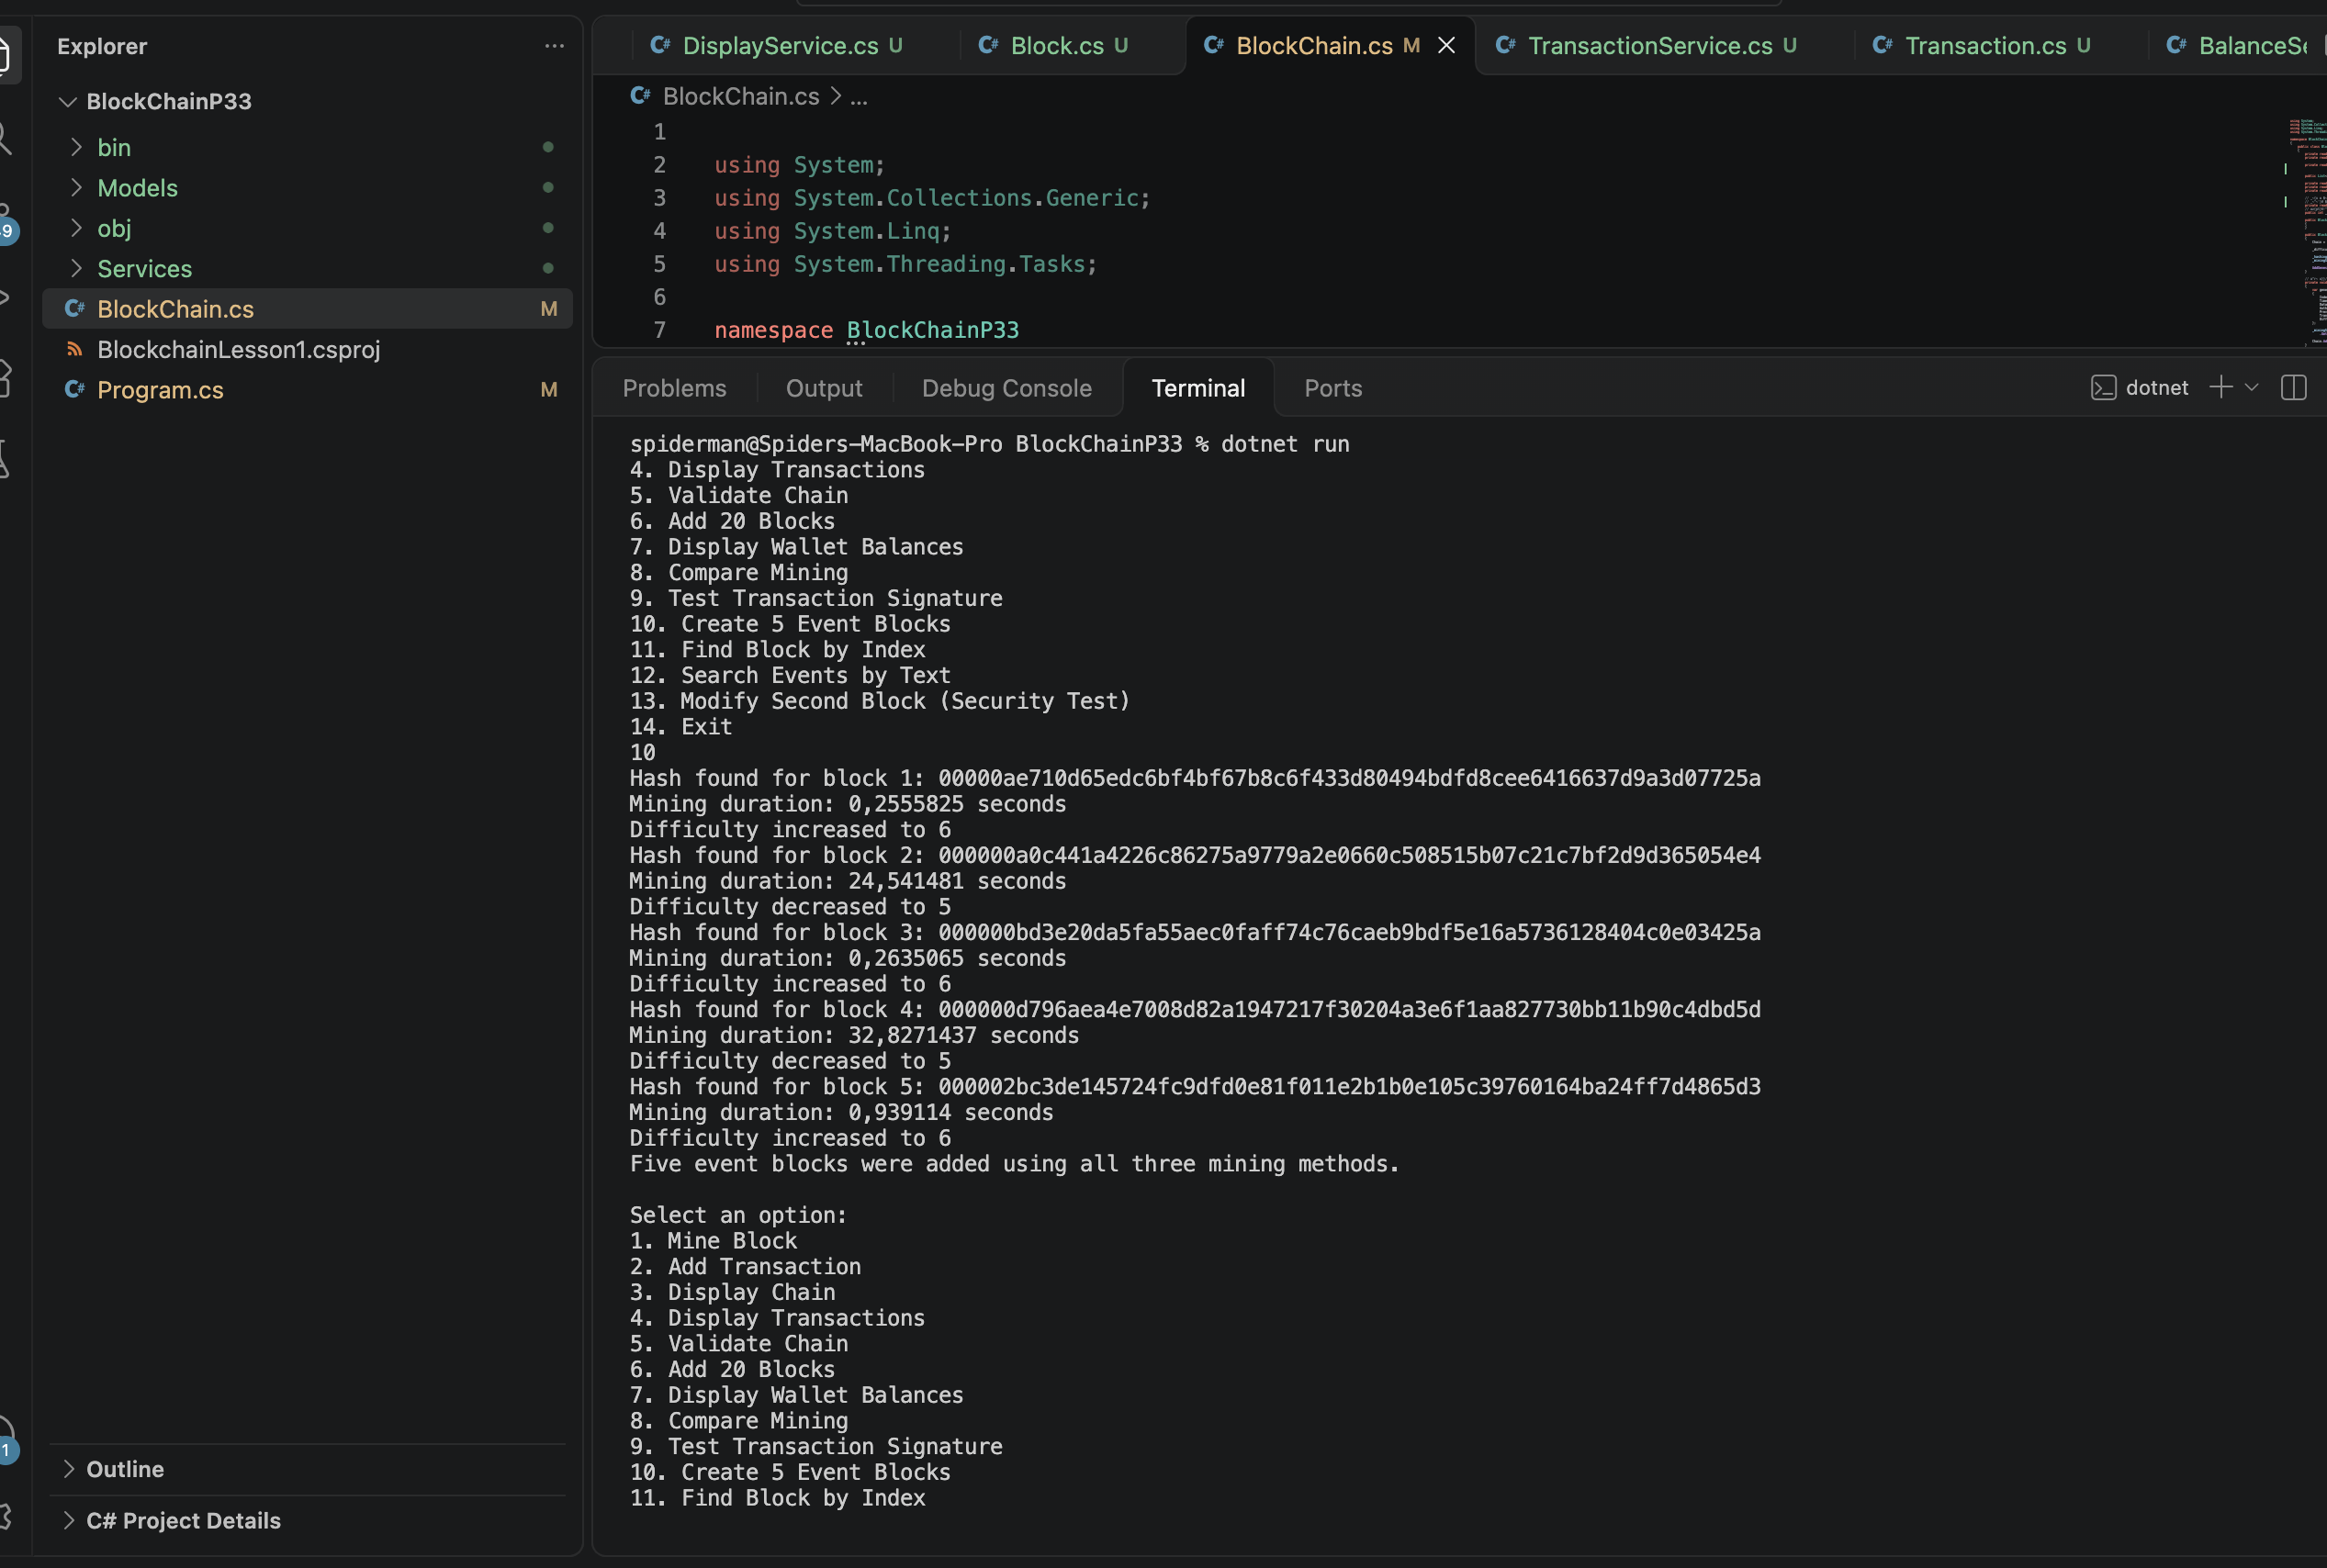 Explorer
BlockChainP33
bin
Models
obj
Services
C# BlockChain.cs M
BlockchainLesson1.csproj
C# Program.cs M
Outline
C# Project Details
C# DisplayService.cs U
C# Block.cs U
C# BlockChain.cs M
C# TransactionService.cs U
C# Transaction.cs U
C# BalanceSe
C# BlockChain.cs > ...
1
2 using System;
3 using System.Collections.Generic;
4 using System.Linq;
5 using System.Threading.Tasks;
6
7 namespace BlockChainP33
Problems Output Debug Console Terminal Ports
dotnet
spiderman@Spiders-MacBook-Pro BlockChainP33 % dotnet run
4. Display Transactions
5. Validate Chain
6. Add 20 Blocks
7. Display Wallet Balances
8. Compare Mining
9. Test Transaction Signature
10. Create 5 Event Blocks
11. Find Block by Index
12. Search Events by Text
13. Modify Second Block (Security Test)
14. Exit
10
Hash found for block 1: 00000ae710d65edc6bf4bf67b8c6f433d80494bdfd8cee6416637d9a3d07725a
Mining duration: 0,2555825 seconds
Difficulty increased to 6
Hash found for block 2: 000000a0c441a4226c86275a9779a2e0660c508515b07c21c7bf2d9d365054e4
Mining duration: 24,541481 seconds
Difficulty decreased to 5
Hash found for block 3: 000000bd3e20da5fa55aec0faff74c76caeb9bdf5e16a5736128404c0e03425a
Mining duration: 0,2635065 seconds
Difficulty increased to 6
Hash found for block 4: 000000d796aea4e7008d82a1947217f30204a3e6f1aa827730bb11b90c4dbd5d
Mining duration: 32,8271437 seconds
Difficulty decreased to 5
Hash found for block 5: 000002bc3de145724fc9dfd0e81f011e2b1b0e105c39760164ba24ff7d4865d3
Mining duration: 0,939114 seconds
Difficulty increased to 6
Five event blocks were added using all three mining methods.
Select an option:
1. Mine Block
2. Add Transaction
3. Display Chain
4. Display Transactions
5. Validate Chain
6. Add 20 Blocks
7. Display Wallet Balances
8. Compare Mining
9. Test Transaction Signature
10. Create 5 Event Blocks
11. Find Block by Index